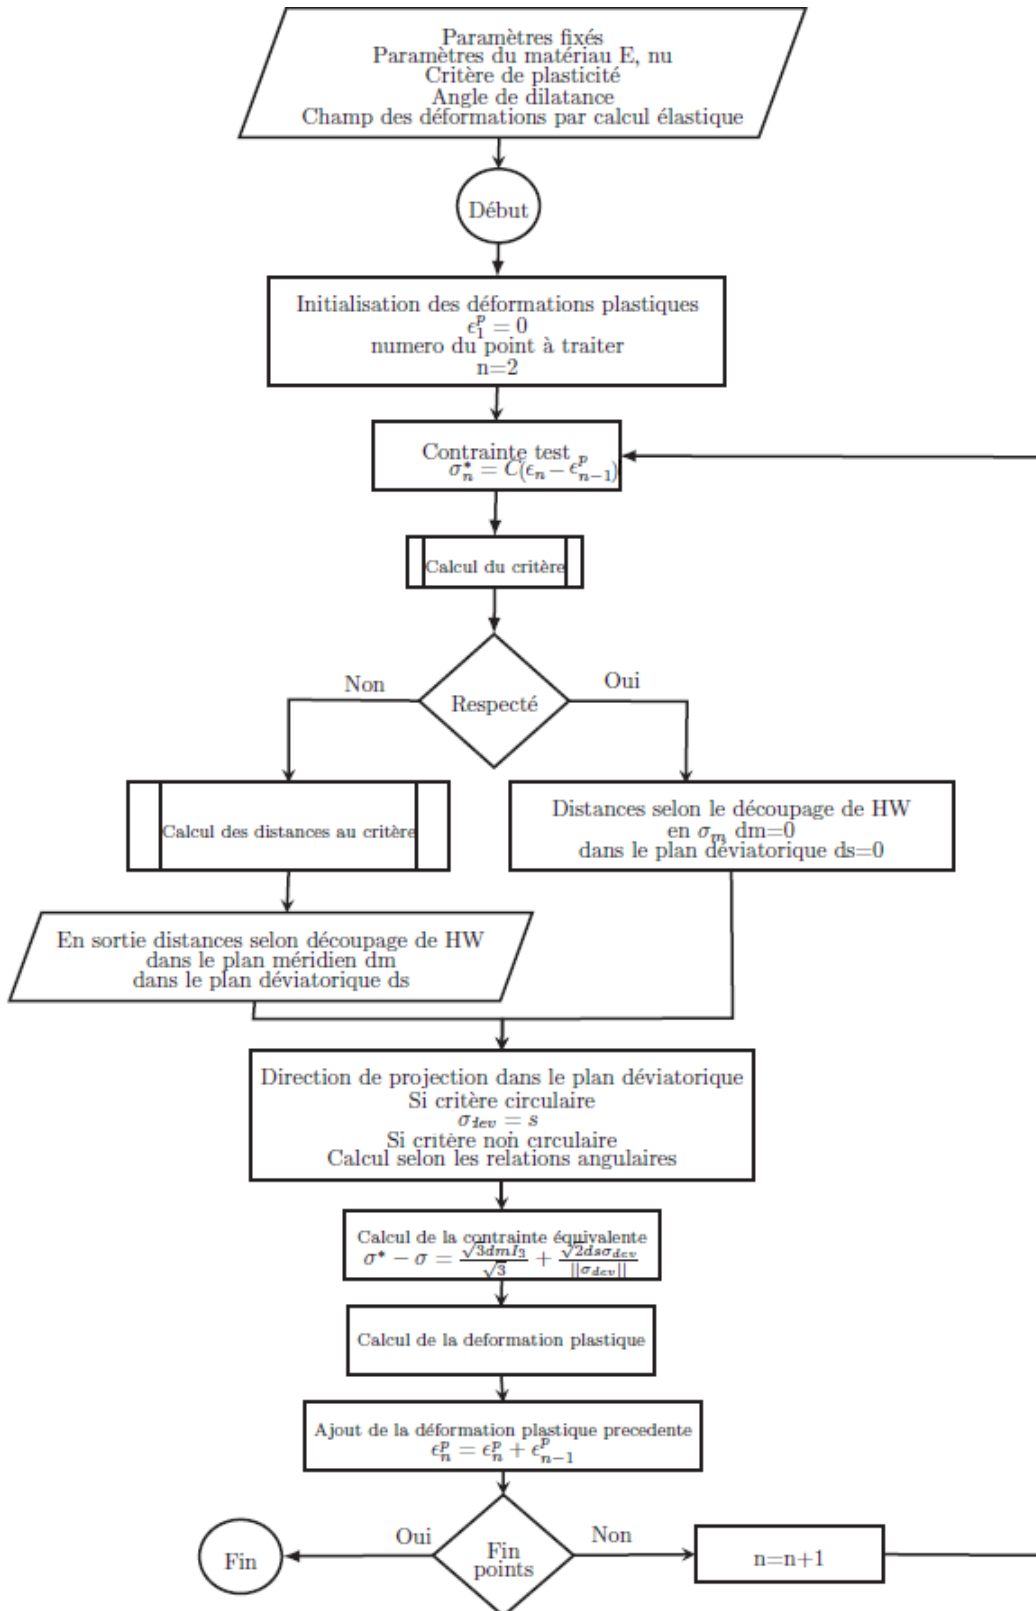 Paramètres fixés
Paramètres du matériau E, nu
Critère de plasticité
Angle de dilatance
Champ des déformations par calcul élastique
Début
Initialisation des déformations plastiques
ϵ₁ᵖ = 0
numero du point à traiter
n=2
Contrainte test
σₙ* = C(ϵₙ − ϵₙ₋₁ᵖ)
Calcul du critère
Respecté
Non
Oui
Calcul des distances au critère
Distances selon le découpage de HW
en σₘ dm=0
dans le plan déviatorique ds=0
En sortie distances selon découpage de HW
dans le plan méridien dm
dans le plan déviatorique ds
Direction de projection dans le plan déviatorique
Si critère circulaire
σ_dev = s
Si critère non circulaire
Calcul selon les relations angulaires
Calcul de la contrainte équivalente
σ* − σ = √3dmI₃/√3 + √2dsσ_dev/||σ_dev||
Calcul de la deformation plastique
Ajout de la déformation plastique precedente
ϵₙᵖ = ϵₙᵖ + ϵₙ₋₁ᵖ
Fin
Oui
Fin
points
Non
n=n+1